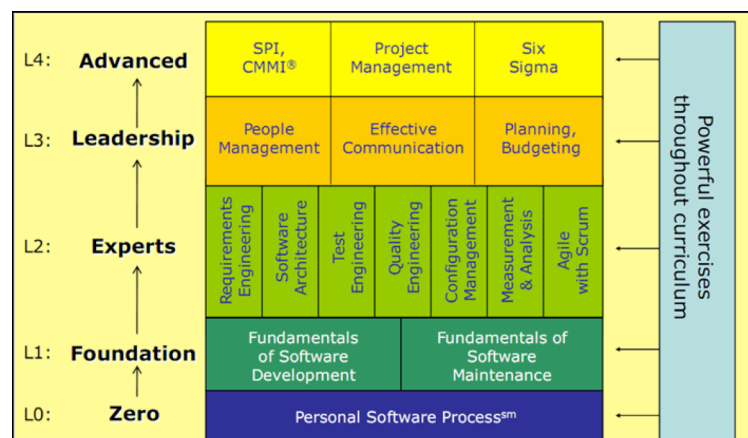 L4: Advanced
SPI,
CMMI®
Project
Management
Six
Sigma
L3: Leadership
People
Management
Effective
Communication
Planning,
Budgeting
L2: Experts
Requirements
Engineering
Software
Architecture
Test
Engineering
Quality
Engineering
Configuration
Management
Measurement
& Analysis
Agile
with Scrum
L1: Foundation
Fundamentals
of Software
Development
Fundamentals of
Software
Maintenance
L0: Zero
Personal Software Processsm
Powerful exercises
throughout curriculum